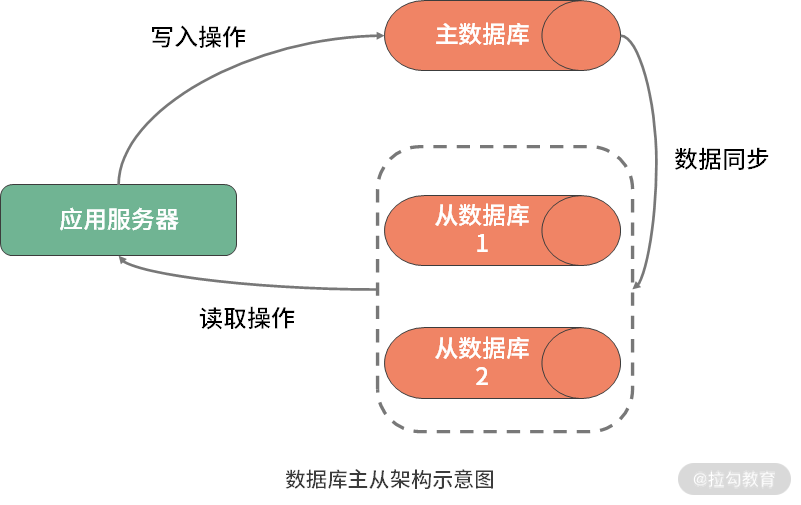 写入操作
主数据库
数据同步
应用服务器
从数据库
1
读取操作
从数据库
2
数据库主从架构示意图
@拉勾教育